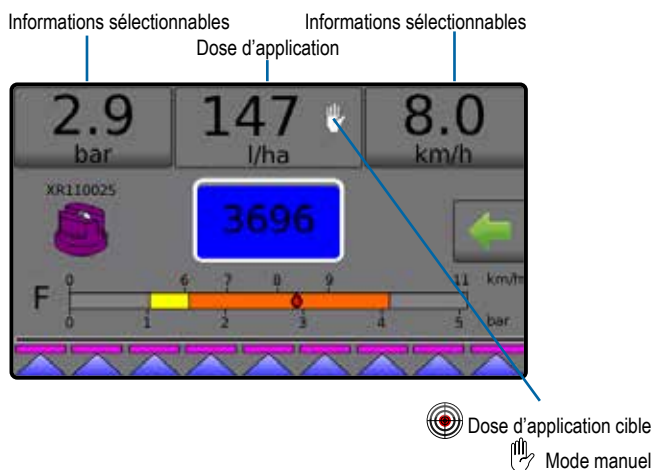 Informations sélectionnables
Informations sélectionnables
Dose d'application
2.9
bar
147
l/ha
8.0
km/h
XR110025
3696
F
0 6 7 8 9 11 km/h
0 1 2 3 4 5 bar
Dose d'application cible
Mode manuel